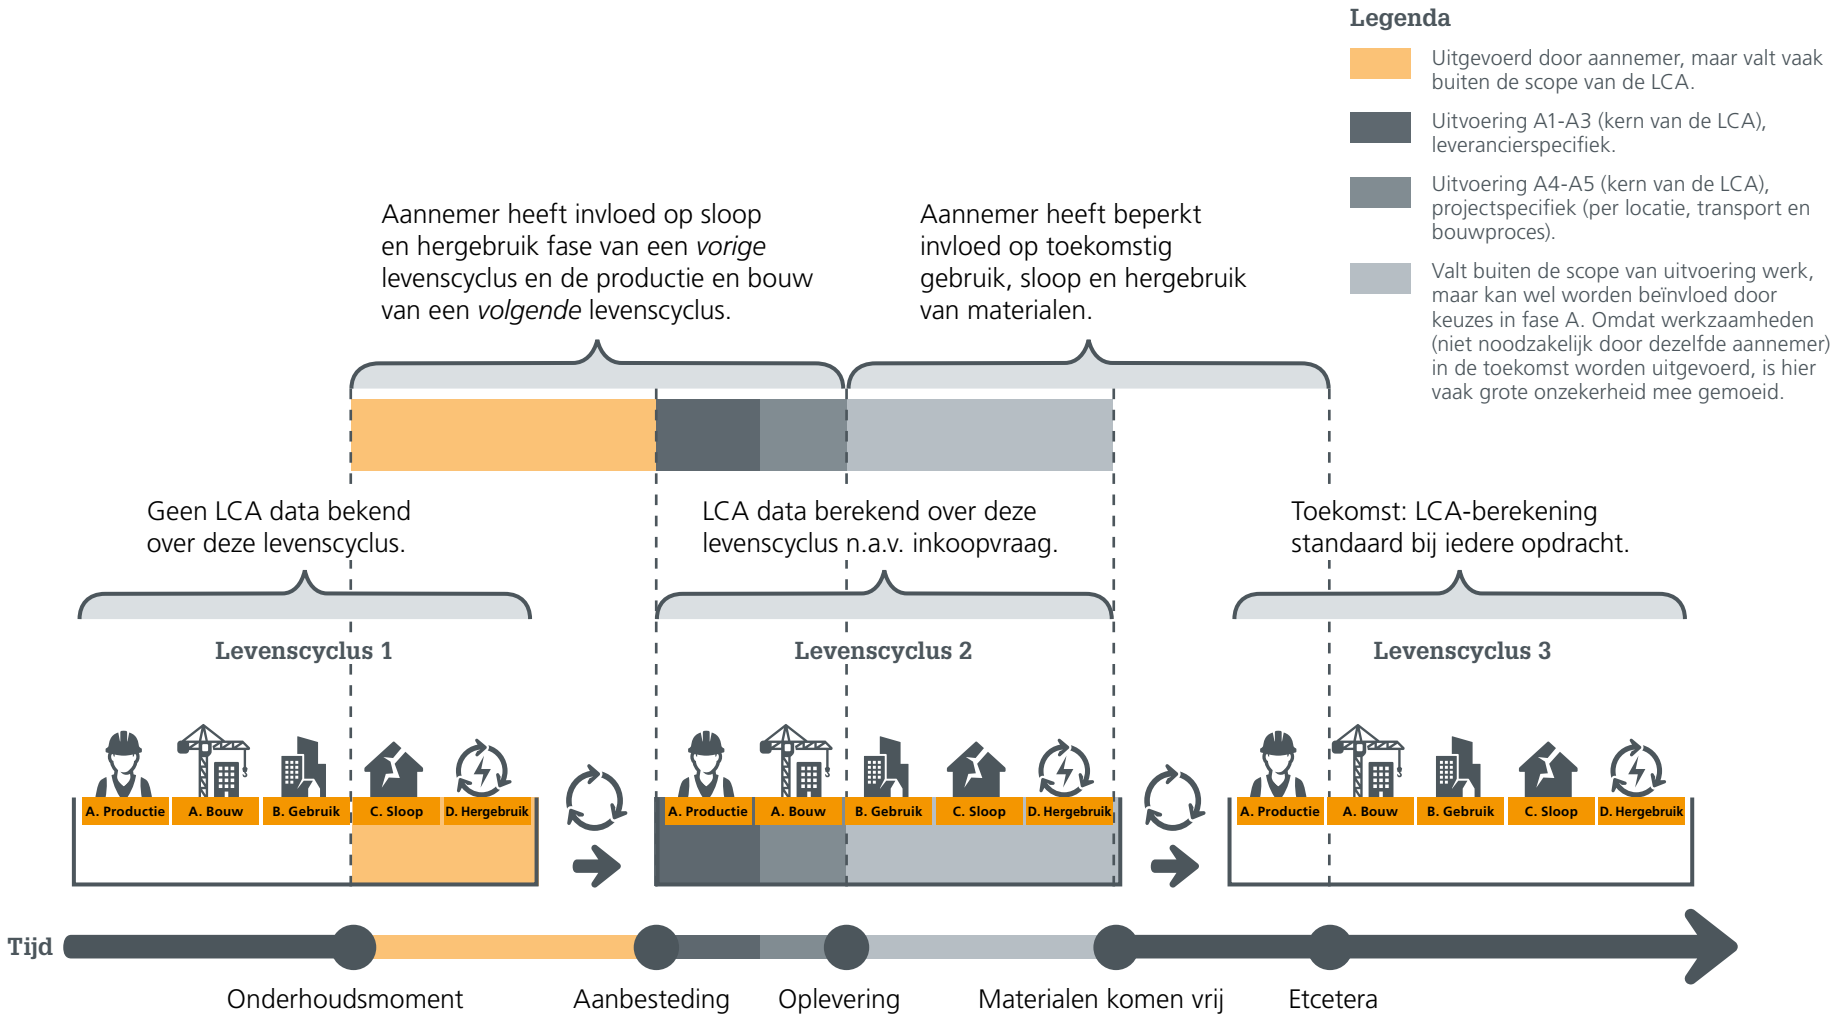 Legenda
Uitgevoerd door aannemer, maar valt vaak
buiten de scope van de LCA.
Uitvoering A1-A3 (kern van de LCA),
leverancierspecifiek.
Uitvoering A4-A5 (kern van de LCA),
projectspecifiek (per locatie, transport en
bouwproces).
Valt buiten de scope van uitvoering werk,
maar kan wel worden beïnvloed door
keuzes in fase A. Omdat werkzaamheden
(niet noodzakelijk door dezelfde aannemer)
in de toekomst worden uitgevoerd, is hier
vaak grote onzekerheid mee gemoeid.
Aannemer heeft invloed op sloop
en hergebruik fase van een vorige
levenscyclus en de productie en bouw
van een volgende levenscyclus.
Aannemer heeft beperkt
invloed op toekomstig
gebruik, sloop en hergebruik
van materialen.
Geen LCA data bekend
over deze levenscyclus.
LCA data berekend over deze
levenscyclus n.a.v. inkoopvraag.
Toekomst: LCA-berekening
standaard bij iedere opdracht.
Levenscyclus 1
Levenscyclus 2
Levenscyclus 3
A. Productie
A. Bouw
B. Gebruik
C. Sloop
D. Hergebruik
A. Productie
A. Bouw
B. Gebruik
C. Sloop
D. Hergebruik
A. Productie
A. Bouw
B. Gebruik
C. Sloop
D. Hergebruik
Tijd
Onderhoudsmoment
Aanbesteding
Oplevering
Materialen komen vrij
Etcetera